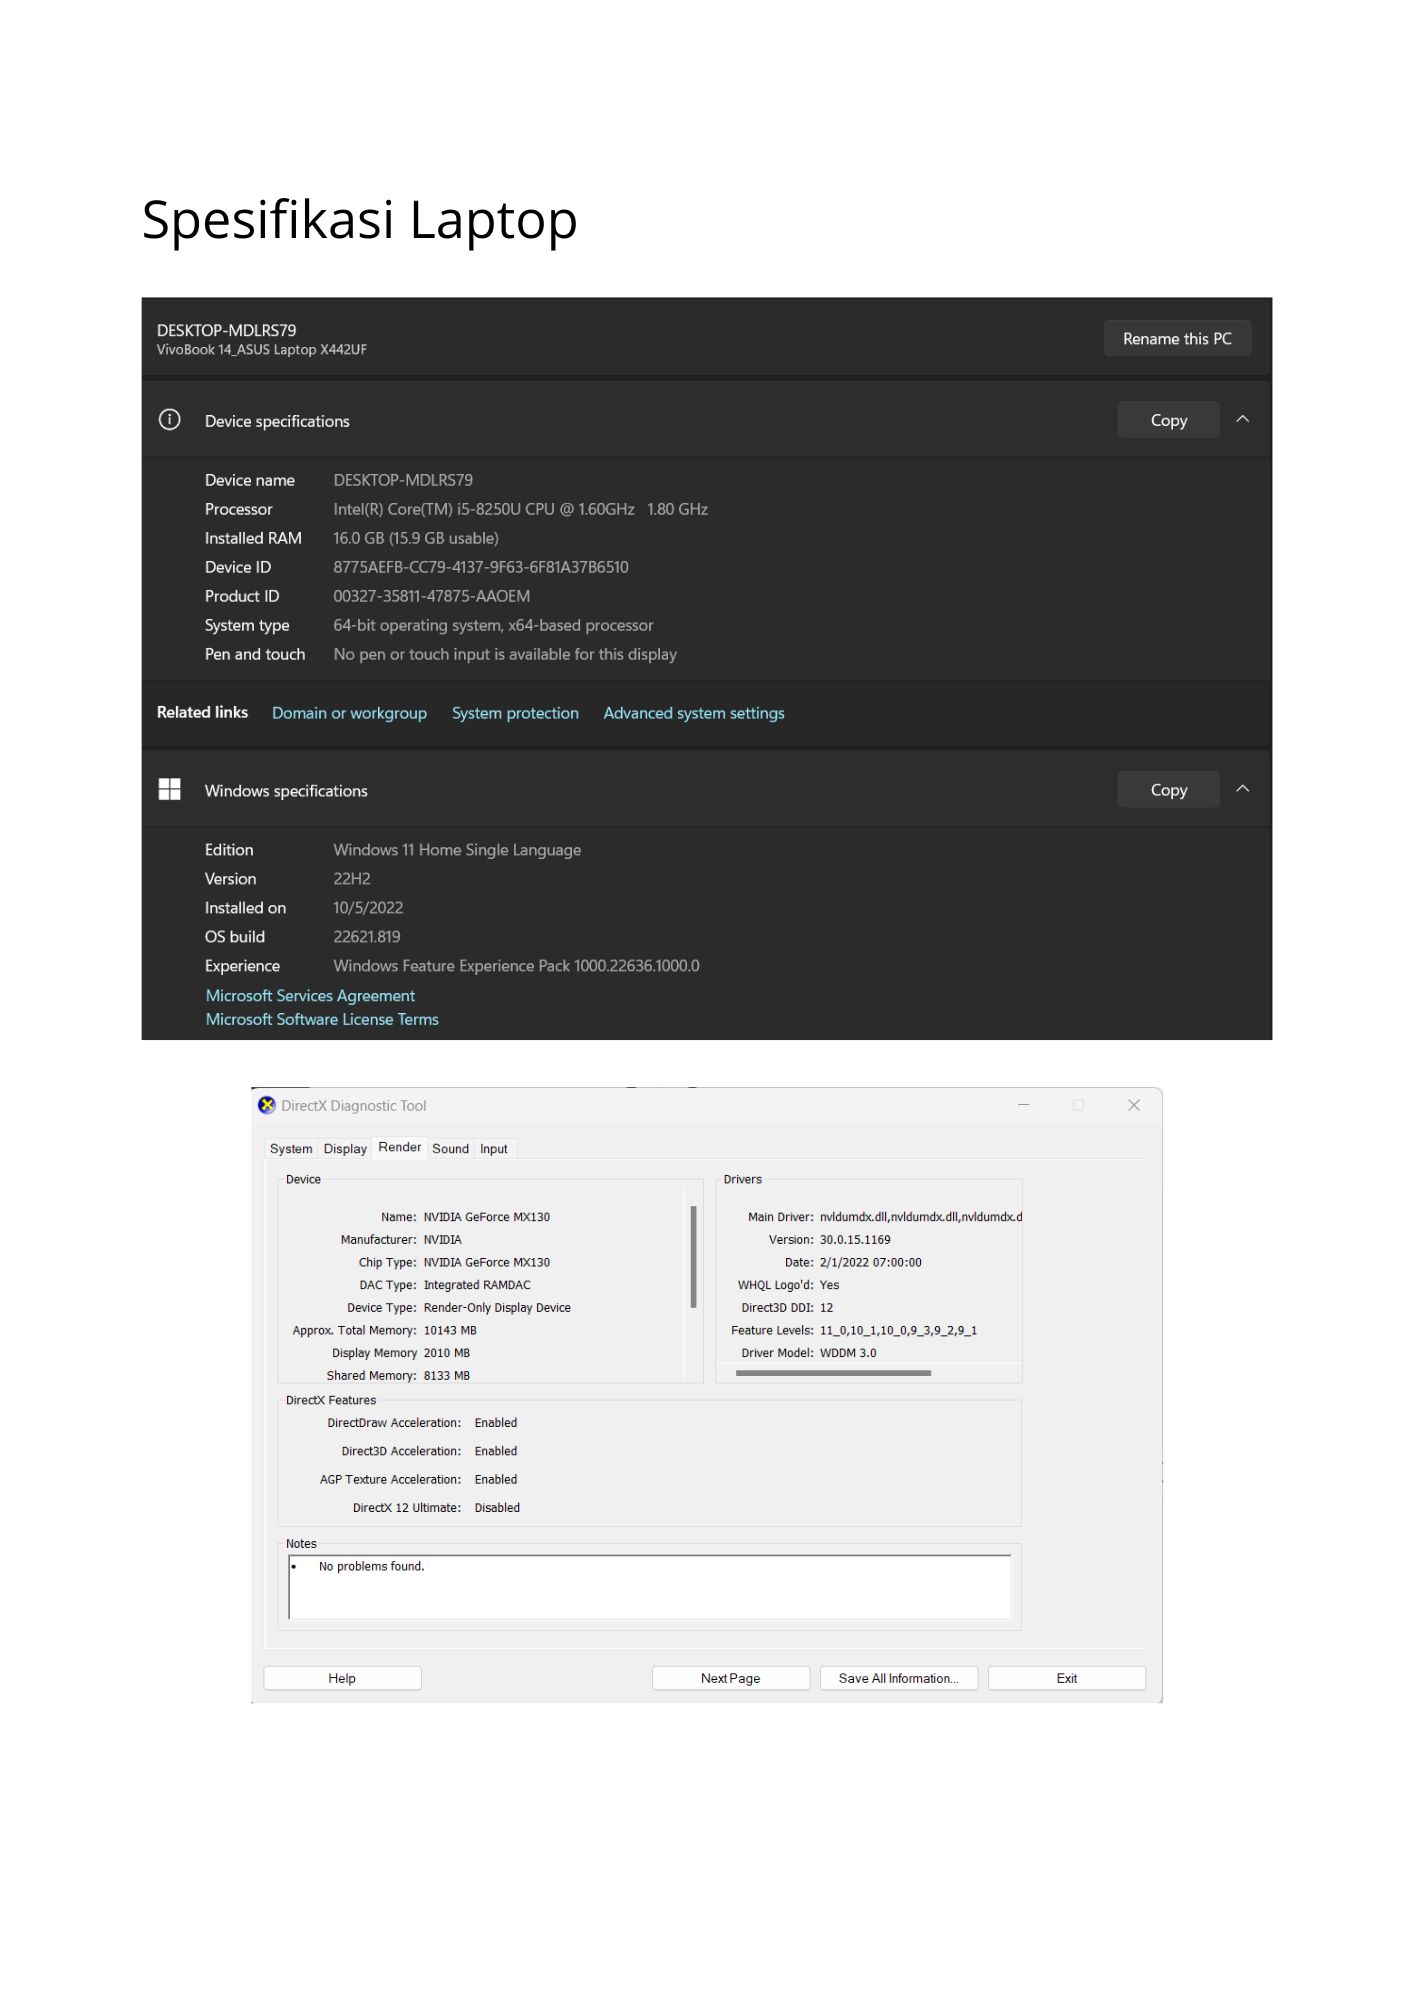 Spesifikasi Laptop
DESKTOP-MDLRS79
VivoBook 14_ASUS Laptop X442UF
Rename this PC
Device specifications
Copy
Device name DESKTOP-MDLRS79
Processor Intel(R) Core(TM) i5-8250U CPU @ 1.60GHz 1.80 GHz
Installed RAM 16.0 GB (15.9 GB usable)
Device ID 8775AEFB-CC79-4137-9F63-6F81A37B6510
Product ID 00327-35811-47875-AAOEM
System type 64-bit operating system, x64-based processor
Pen and touch No pen or touch input is available for this display
Related links Domain or workgroup System protection Advanced system settings
Windows specifications
Copy
Edition Windows 11 Home Single Language
Version 22H2
Installed on 10/5/2022
OS build 22621.819
Experience Windows Feature Experience Pack 1000.22636.1000.0
Microsoft Services Agreement
Microsoft Software License Terms
DirectX Diagnostic Tool
System Display Render Sound Input
Device
Name: NVIDIA GeForce MX130
Manufacturer: NVIDIA
Chip Type: NVIDIA GeForce MX130
DAC Type: Integrated RAMDAC
Device Type: Render-Only Display Device
Approx. Total Memory: 10143 MB
Display Memory 2010 MB
Shared Memory: 8133 MB
Drivers
Main Driver: nvldumdx.dll,nvldumdx.dll,nvldumdx.d
Version: 30.0.15.1169
Date: 2/1/2022 07:00:00
WHQL Logo'd: Yes
Direct3D DDI: 12
Feature Levels: 11_0,10_1,10_0,9_3,9_2,9_1
Driver Model: WDDM 3.0
DirectX Features
DirectDraw Acceleration: Enabled
Direct3D Acceleration: Enabled
AGP Texture Acceleration: Enabled
DirectX 12 Ultimate: Disabled
Notes
• No problems found.
Help
Next Page
Save All Information...
Exit